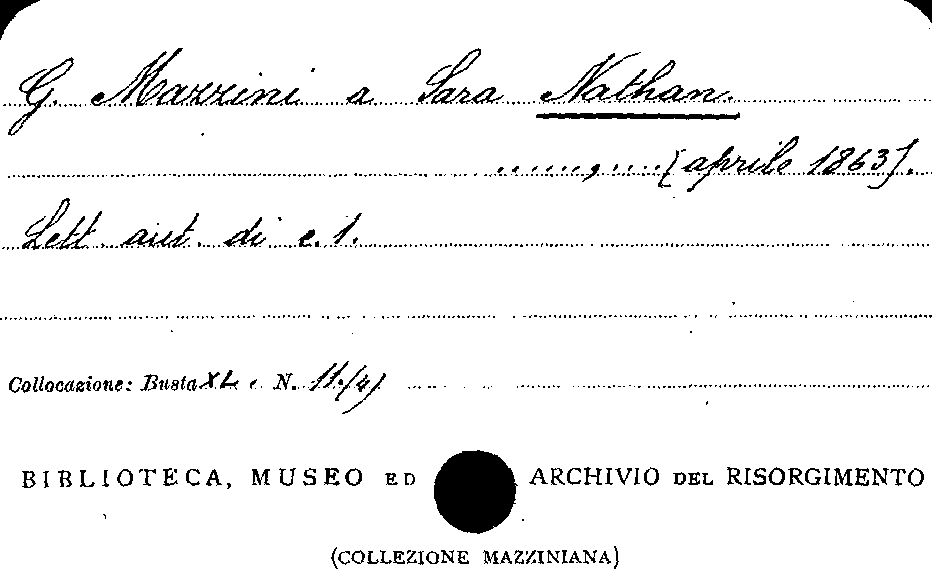 G. Mazzini a Sara Nathan.
......, ....[aprile 1863].
Lett. aut. di c. 1.
Collocazione: Busta XL N. 11.(4)
BIBLIOTECA, MUSEO ED ARCHIVIO DEL RISORGIMENTO
(COLLEZIONE MAZZINIANA)